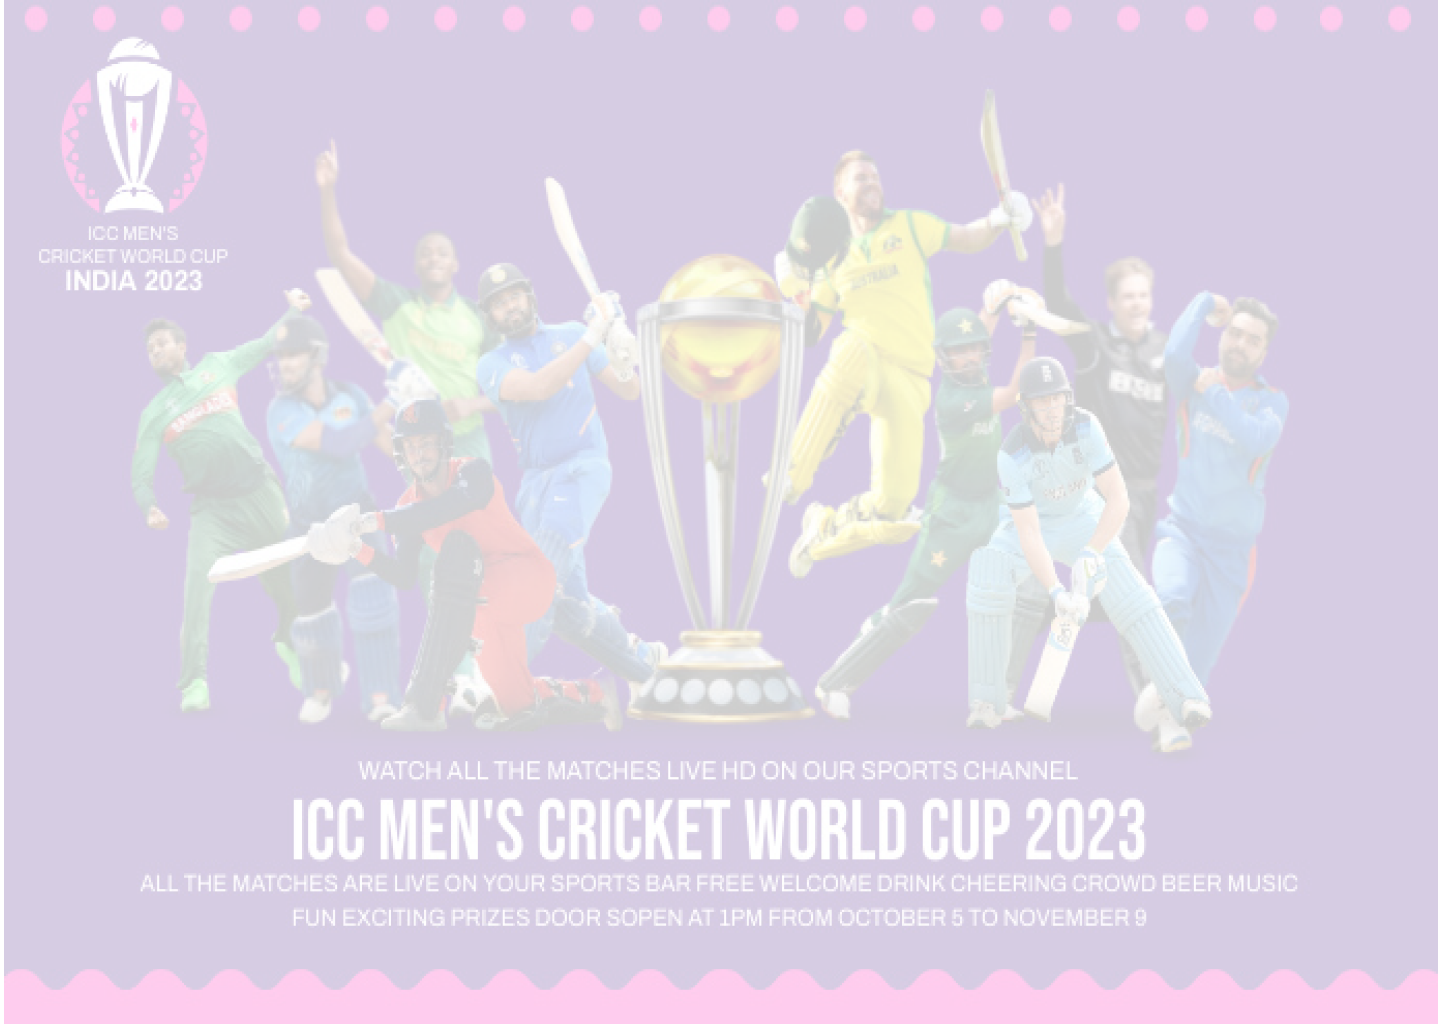 ICC MEN'S
CRICKET WORLD CUP
INDIA 2023
AUSTRALIA
WATCH ALL THE MATCHES LIVE HD ON OUR SPORTS CHANNEL
ICC MEN'S CRICKET WORLD CUP 2023
ALL THE MATCHES ARE LIVE ON YOUR SPORTS BAR FREE WELCOME DRINK CHEERING CROWD BEER MUSIC
FUN EXCITING PRIZES DOOR SOPEN AT 1PM FROM OCTOBER 5 TO NOVEMBER 9